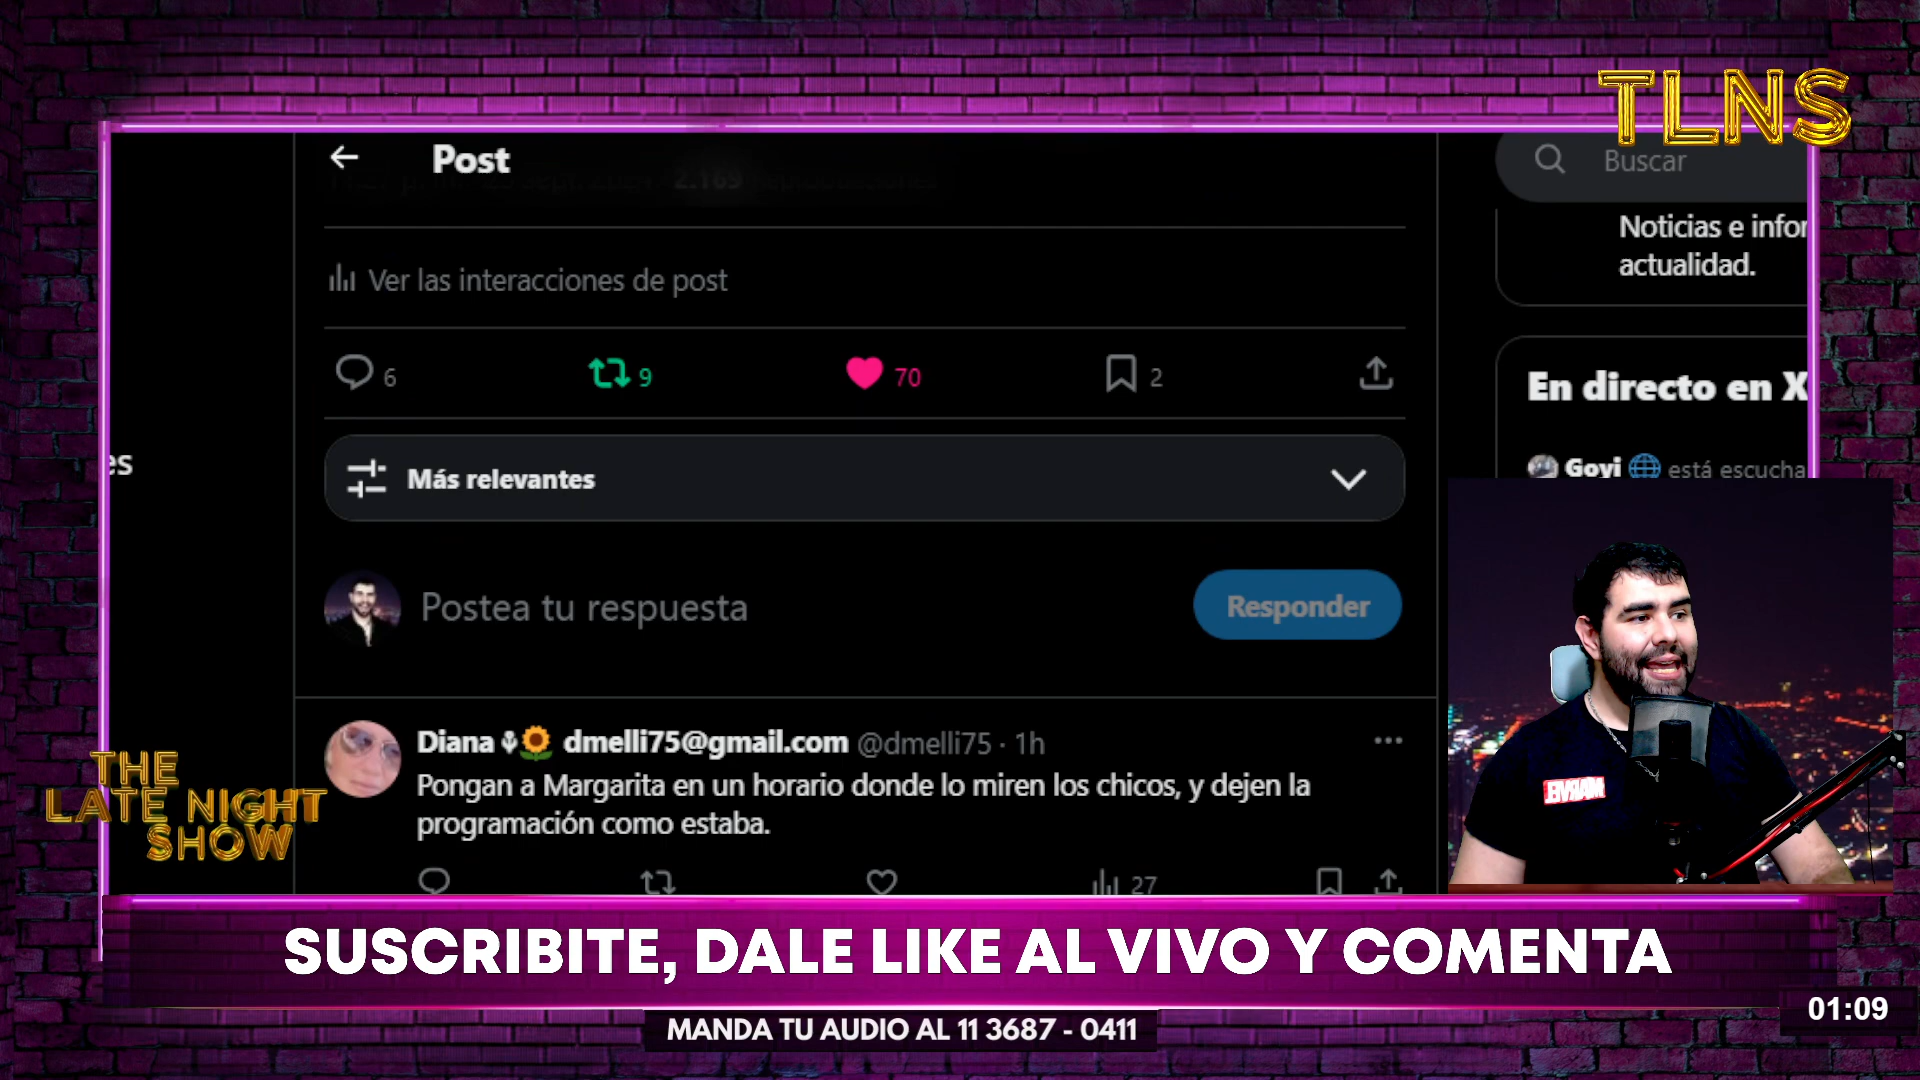 TLNS
Post
Buscar
2.169
Noticias e infor
actualidad.
Ver las interacciones de post
6
9
70
2
En directo en X
es
Más relevantes
Goyi está escucha
Postea tu respuesta
Responder
Diana dmelli75@gmail.com @dmelli75 · 1h
Pongan a Margarita en un horario donde lo miren los chicos, y dejen la
programación como estaba.
27
THE
LATE NIGHT
SHOW
MARVEL
SUSCRIBITE, DALE LIKE AL VIVO Y COMENTA
01:09
MANDA TU AUDIO AL 11 3687 - 0411